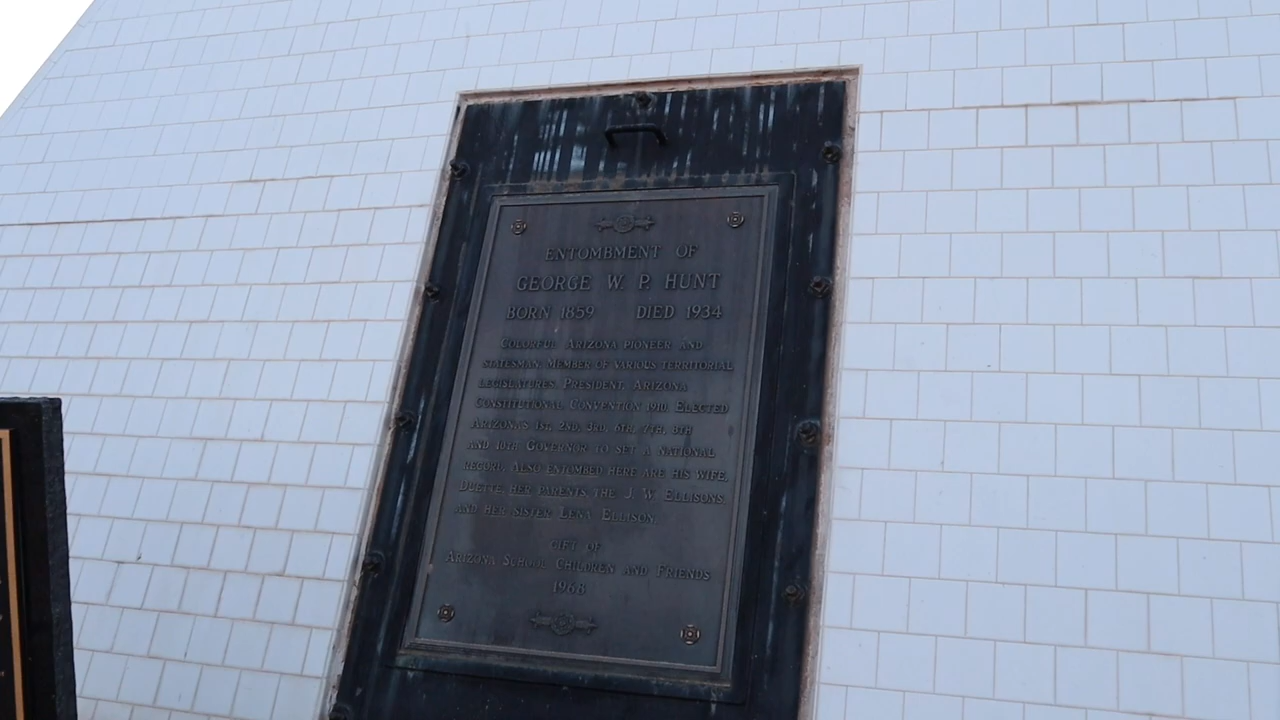 ENTOMBMENT OF
GEORGE W. P. HUNT
BORN 1859 DIED 1934
COLORFUL ARIZONA PIONEER AND
STATESMAN. MEMBER OF VARIOUS TERRITORIAL
LEGISLATURES. PRESIDENT, ARIZONA
CONSTITUTIONAL CONVENTION 1910. ELECTED
ARIZONA'S 1ST, 2ND, 3RD, 6TH, 7TH, 8TH
AND 10TH GOVERNOR TO SET A NATIONAL
RECORD. ALSO ENTOMBED HERE ARE HIS WIFE,
DUETTE, HER PARENTS THE J. W. ELLISONS,
AND HER SISTER LENA ELLISON.
GIFT OF
ARIZONA SCHOOL CHILDREN AND FRIENDS
1968